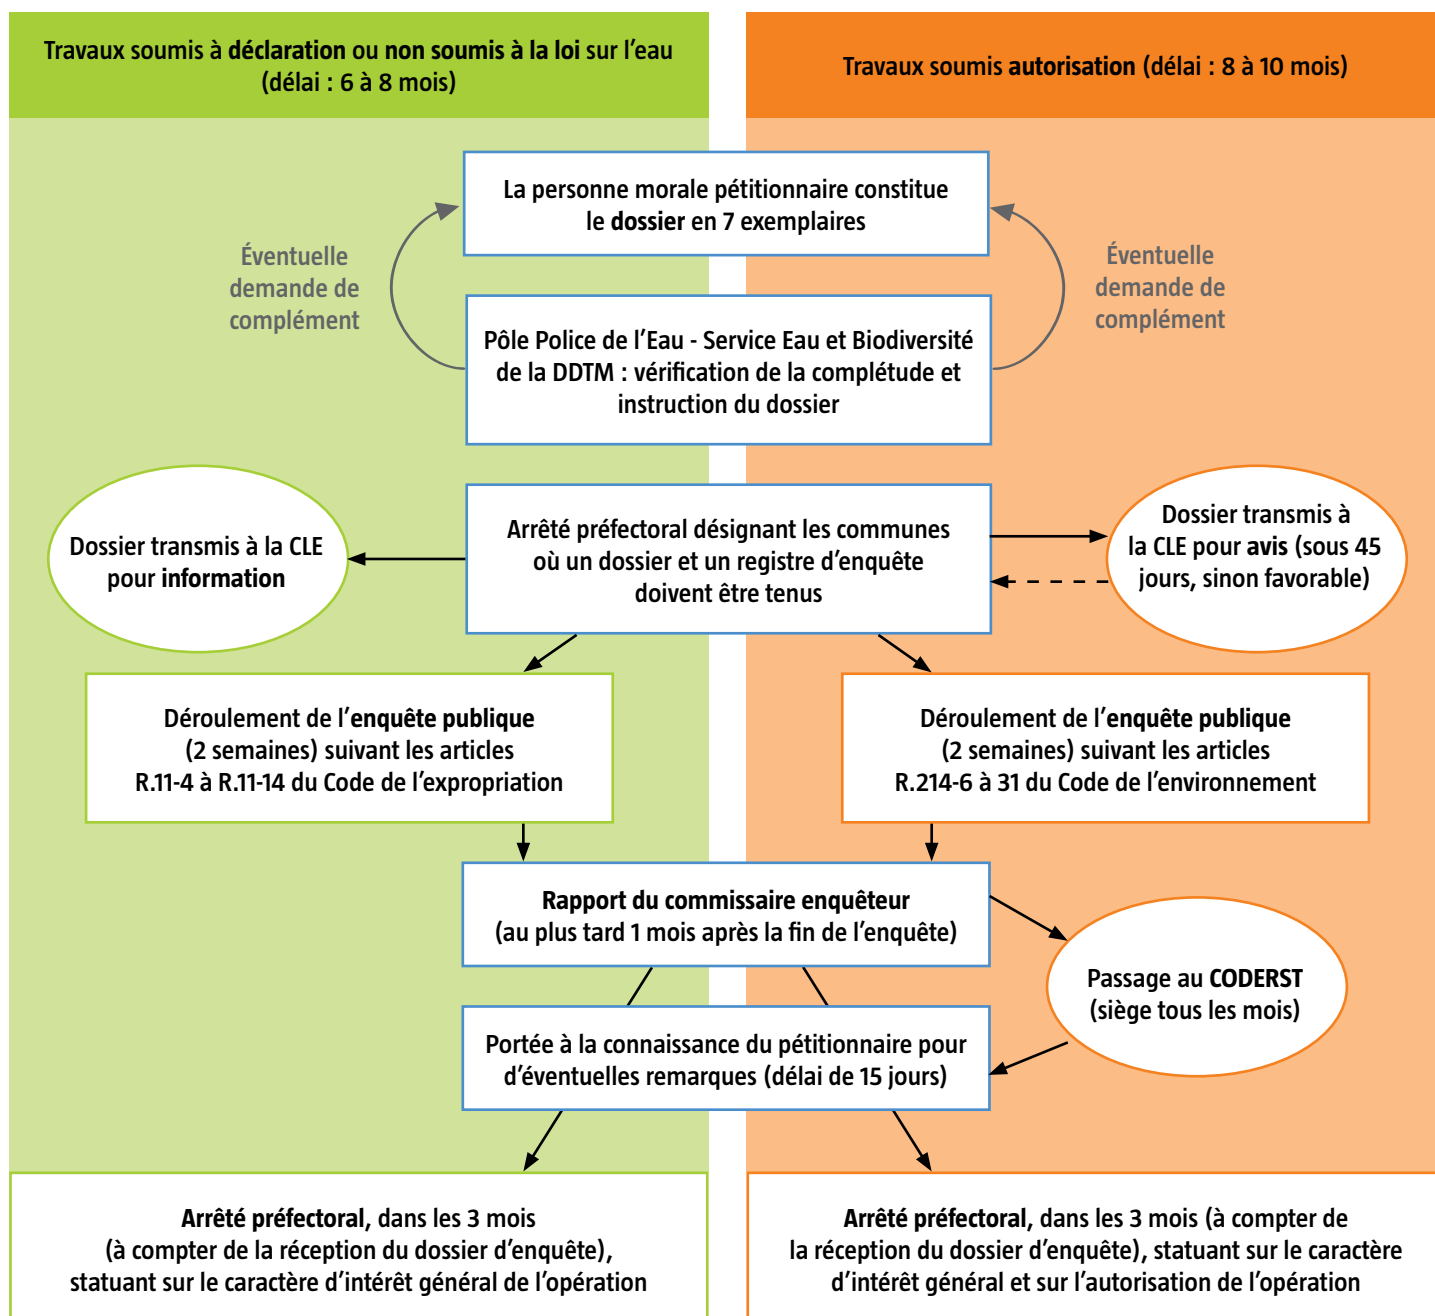 Travaux soumis à déclaration ou non soumis à la loi sur l'eau
(délai : 6 à 8 mois)
Travaux soumis autorisation (délai : 8 à 10 mois)
La personne morale pétitionnaire constitue
le dossier en 7 exemplaires
Éventuelle
demande de
complément
Éventuelle
demande de
complément
Pôle Police de l'Eau - Service Eau et Biodiversité
de la DDTM : vérification de la complétude et
instruction du dossier
Dossier transmis à la CLE
pour information
Arrêté préfectoral désignant les communes
où un dossier et un registre d'enquête
doivent être tenus
Dossier transmis à
la CLE pour avis (sous 45
jours, sinon favorable)
Déroulement de l'enquête publique
(2 semaines) suivant les articles
R.11-4 à R.11-14 du Code de l'expropriation
Déroulement de l'enquête publique
(2 semaines) suivant les articles
R.214-6 à 31 du Code de l'environnement
Rapport du commissaire enquêteur
(au plus tard 1 mois après la fin de l'enquête)
Passage au CODERST
(siège tous les mois)
Portée à la connaissance du pétitionnaire pour
d'éventuelles remarques (délai de 15 jours)
Arrêté préfectoral, dans les 3 mois
(à compter de la réception du dossier d'enquête),
statuant sur le caractère d'intérêt général de l'opération
Arrêté préfectoral, dans les 3 mois (à compter de
la réception du dossier d'enquête), statuant sur le caractère
d'intérêt général et sur l'autorisation de l'opération